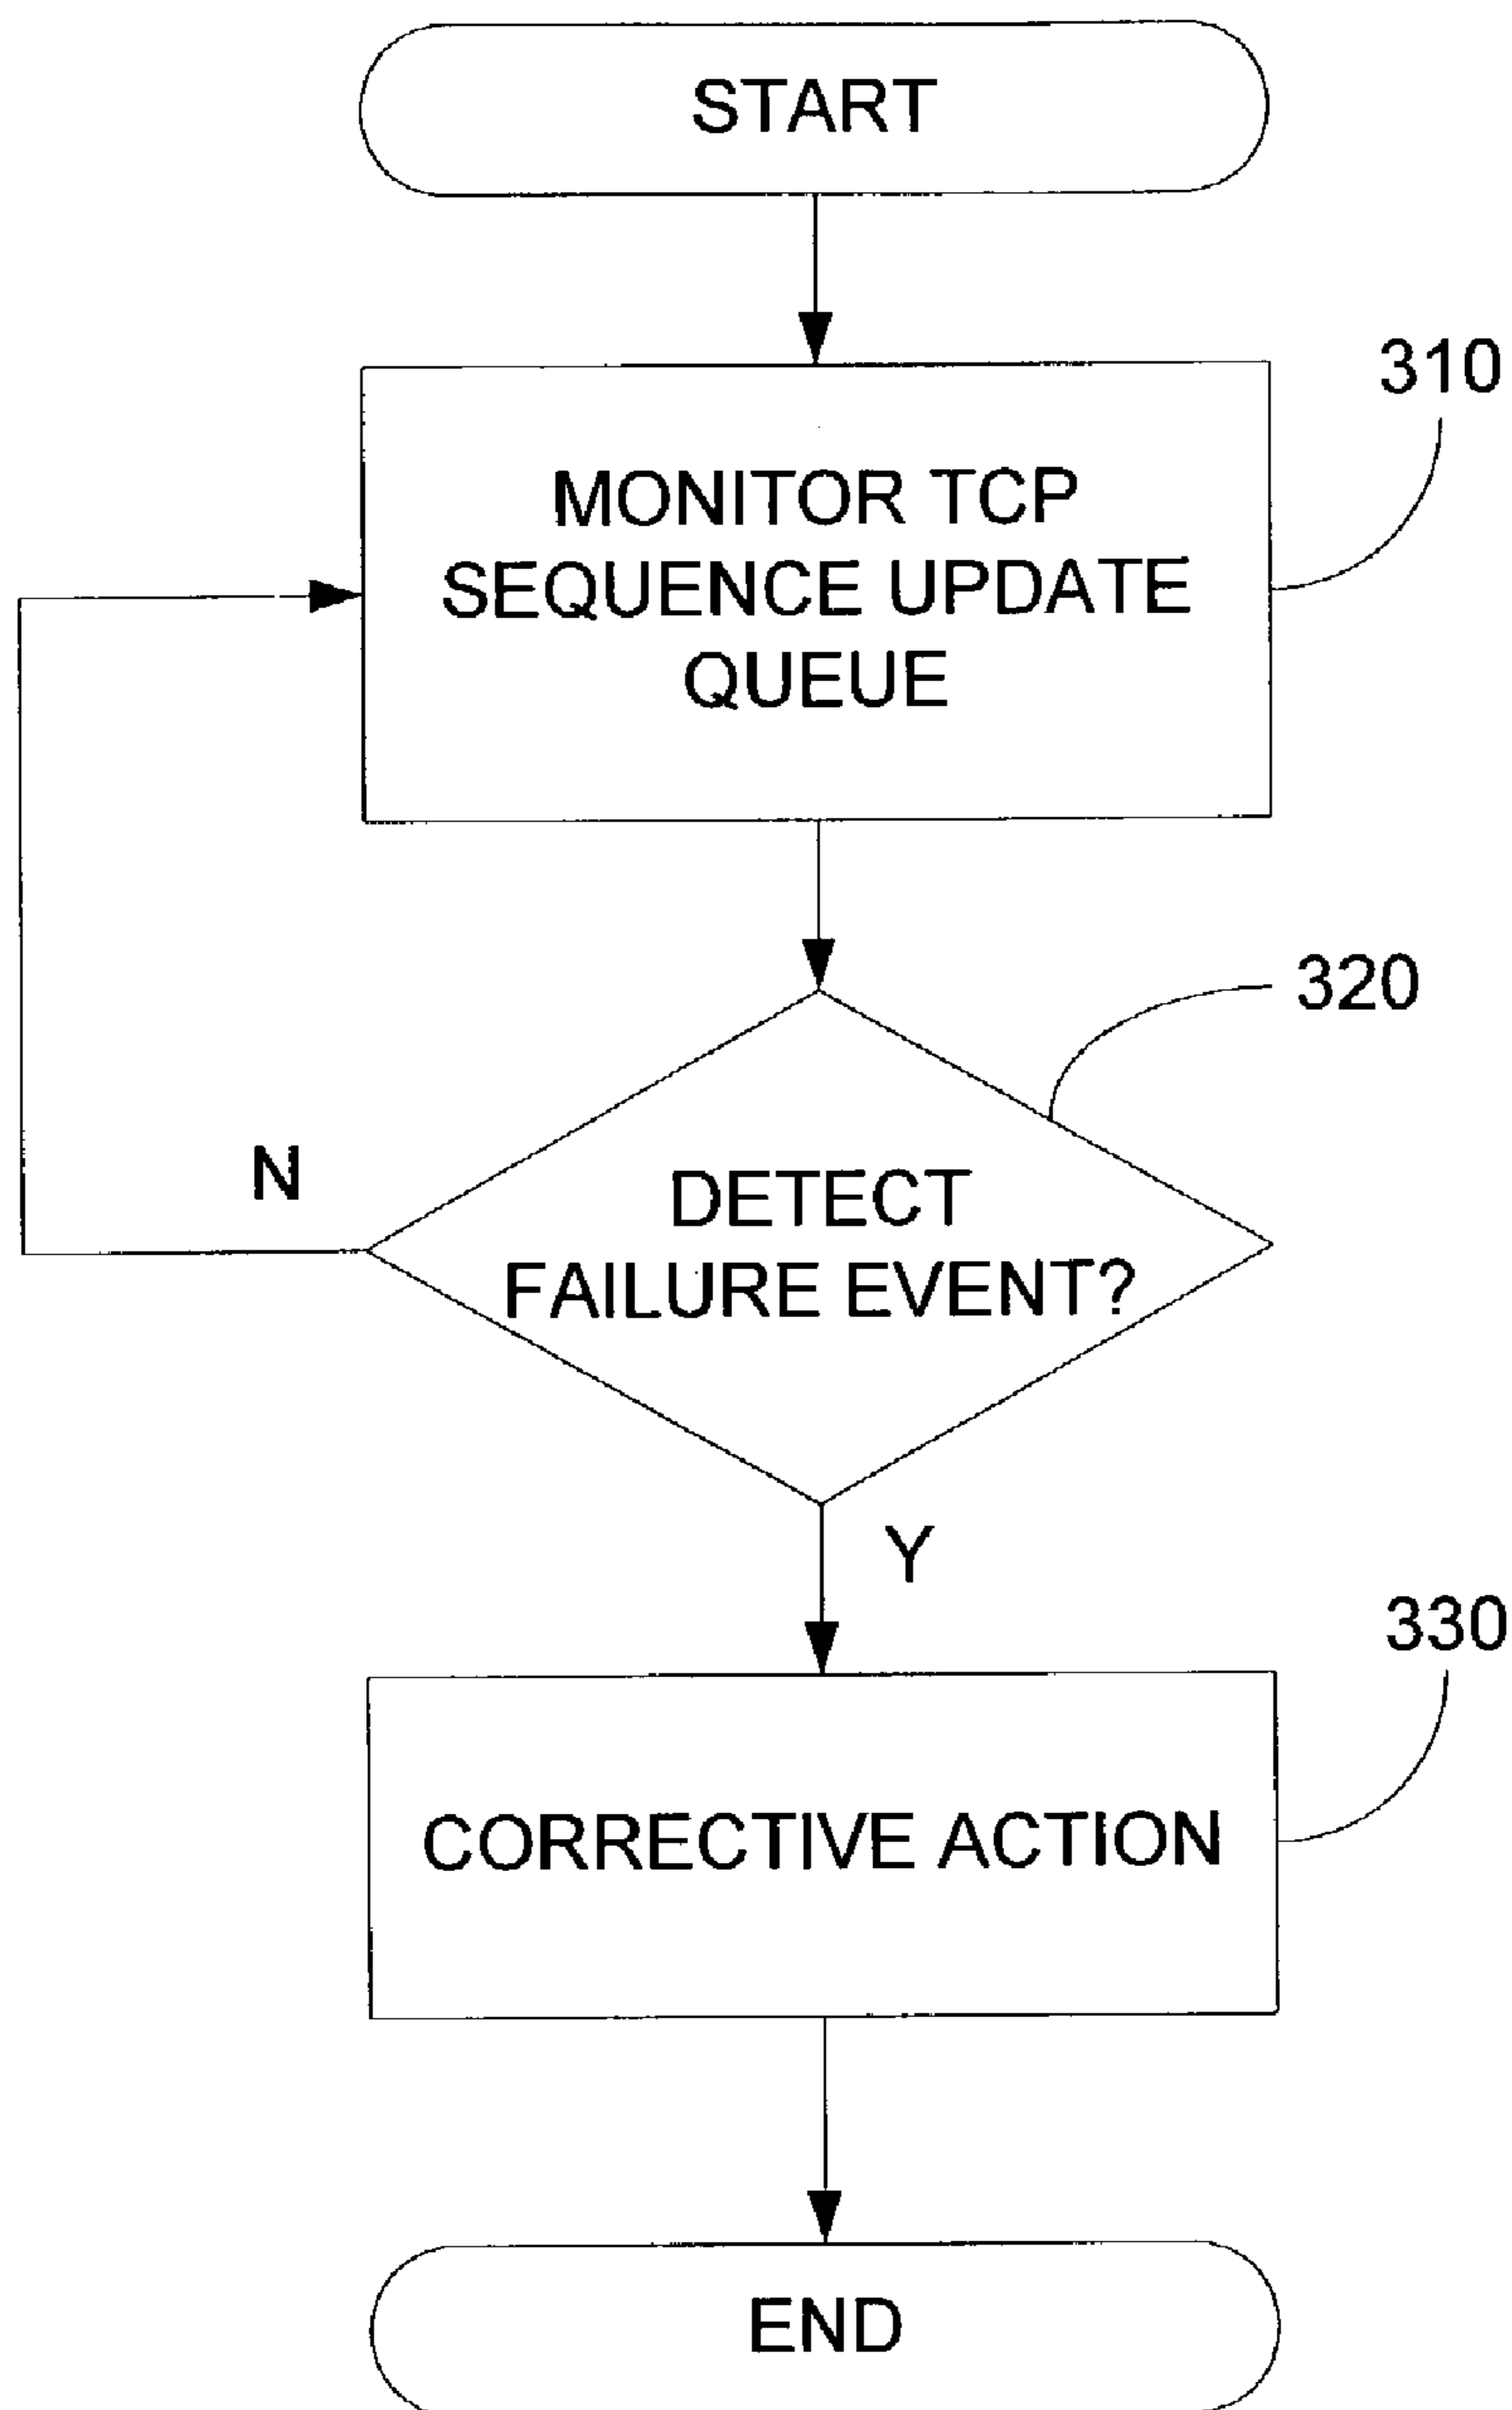 START
310
MONITOR TCP
SEQUENCE UPDATE
QUEUE
320
N
DETECT
FAILURE EVENT?
Y
330
CORRECTIVE ACTION
END